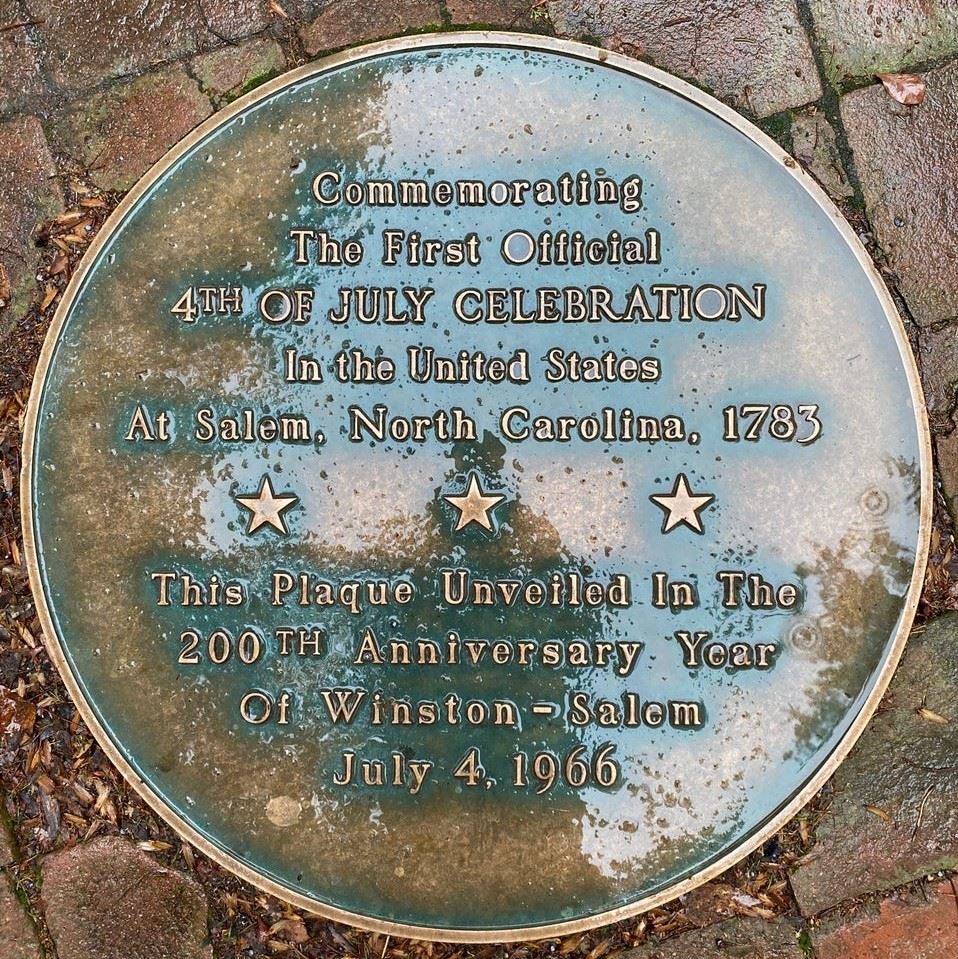 Commemorating
The First Official
4TH OF JULY CELEBRATION
In the United States
At Salem, North Carolina, 1783
This Plaque Unveiled In The
200TH Anniversary Year
Of Winston-Salem
July 4, 1966